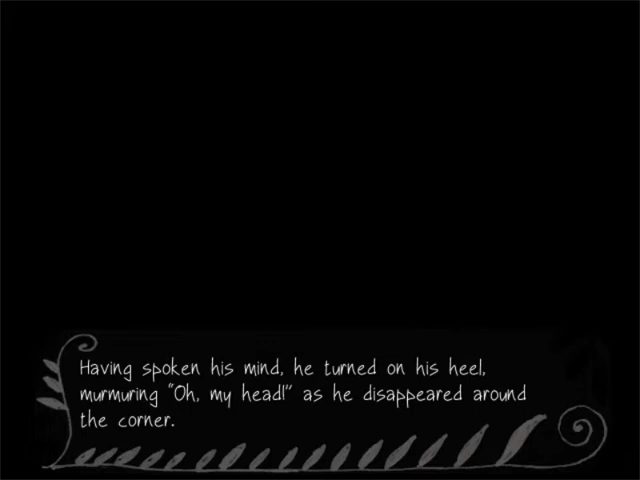 Having spoken his mind, he turned on his heel,
murmuring "Oh, my head!" as he disappeared around
the corner.